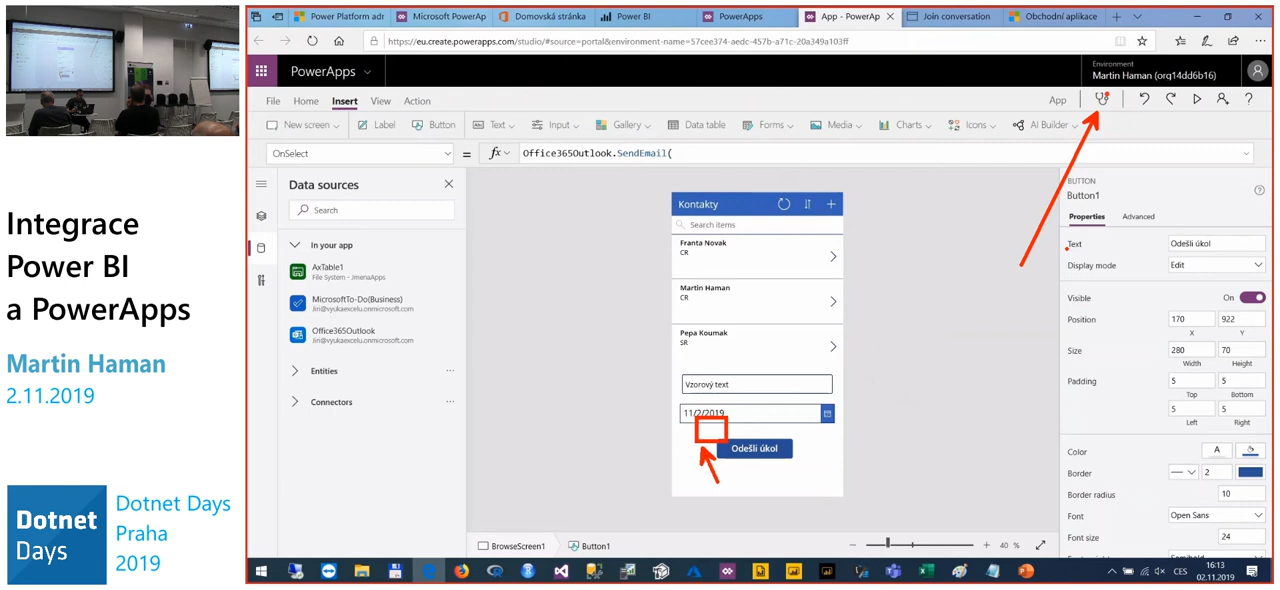 Integrace
Power BI
a PowerApps
Martin Haman
2.11.2019
Dotnet
Days
Dotnet Days
Praha
2019
Power Platform adr
Microsoft PowerAp
Domovská stránka
Power BI
PowerApps
App - PowerAp
Join conversation
Obchodní aplikace
https://eu.create.powerapps.com/studio/#source=portal&environment-name=57cee374-aedc-457b-a71c-20a349a103ff
PowerApps
Environment
Martin Haman (orq14dd6b16)
File Home Insert View Action
App
New screen Label Button Text Input Gallery Data table Forms Media Charts Icons AI Builder
OnSelect = fx Office365Outlook.SendEmail(
Data sources
Search
In your app
AxTable1
File System - JmenaApps
MicrosoftTo-Do(Business)
Jiri@vyukaexcelu.onmicrosoft.com
Office365Outlook
Jiri@vyukaexcelu.onmicrosoft.com
Entities
Connectors
Kontakty
Search items
Franta Novak
CR
Martin Haman
CR
Pepa Koumak
SR
Vzorový text
11/2/2019
Odešli úkol
BrowseScreen1 Button1
40 %
BUTTON
Button1
Properties Advanced
Text Odešli úkol
Display mode Edit
Visible On
Position 170 922
X Y
Size 280 70
Width Height
Padding 5 5
Top Bottom
5 5
Left Right
Color A
Border 2
Border radius 10
Font Open Sans
Font size 24
CES
16:13
02.11.2019